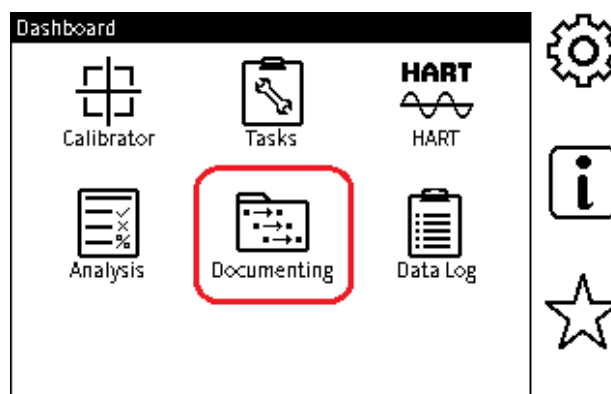 Dashboard
HART
Calibrator
Tasks
HART
%
Analysis
Documenting
Data Log
i